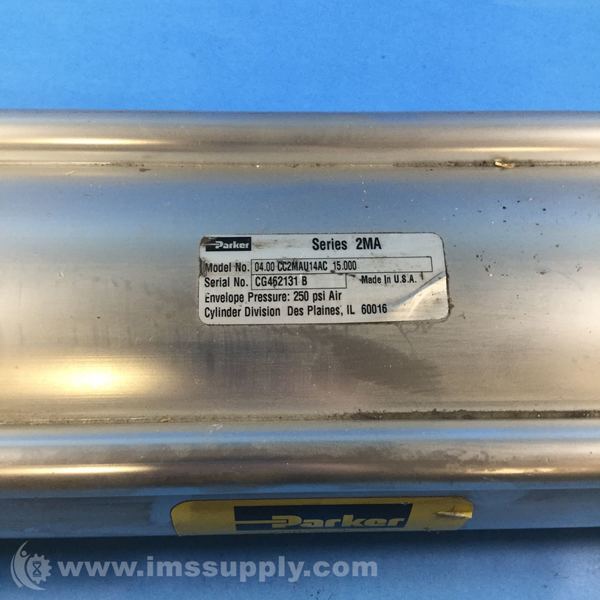 Parker
Series 2MA
Model No. 04.00 CC2MAU14AC 15.000
Serial No. CG462131 B Made In U.S.A.
Envelope Pressure: 250 psi Air
Cylinder Division Des Plaines, IL 60016
Parker
www.imssupply.com